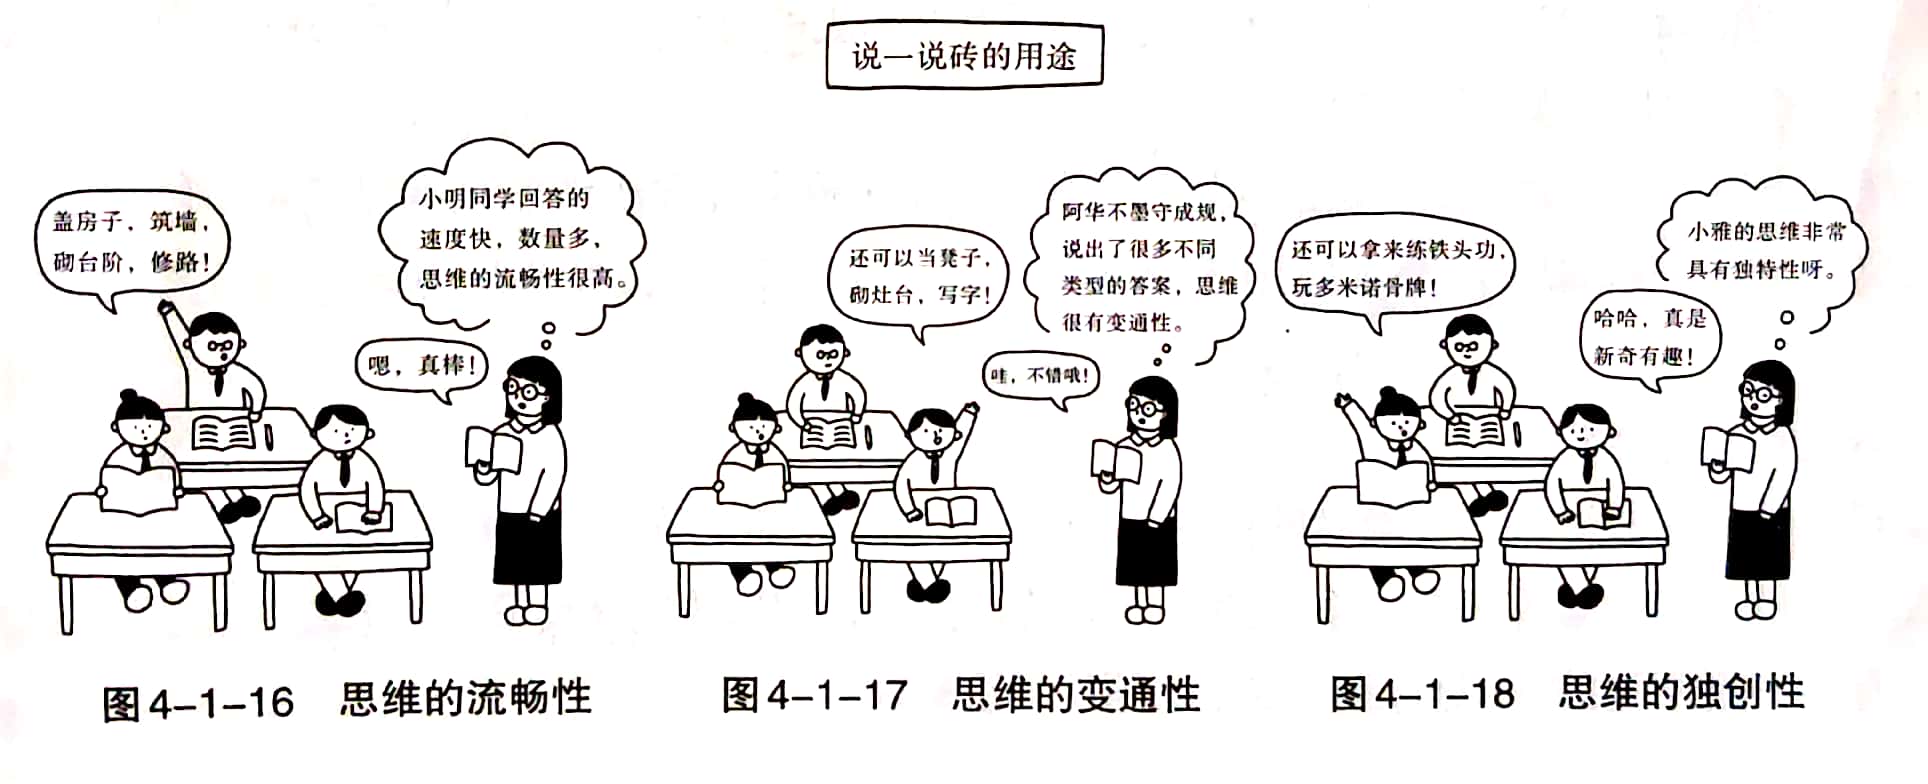 说一说砖的用途
盖房子，筑墙，
砌台阶，修路！
小明同学回答的
速度快，数量多，
思维的流畅性很高。
嗯，真棒！
图4-1-16 思维的流畅性
还可以当凳子，
砌灶台，写字！
阿华不墨守成规，
说出了很多不同
类型的答案，思维
很有变通性。
哇，不错哦！
图4-1-17 思维的变通性
还可以拿来练铁头功，
玩多米诺骨牌！
小雅的思维非常
具有独特性呀。
哈哈，真是
新奇有趣！
图4-1-18 思维的独创性